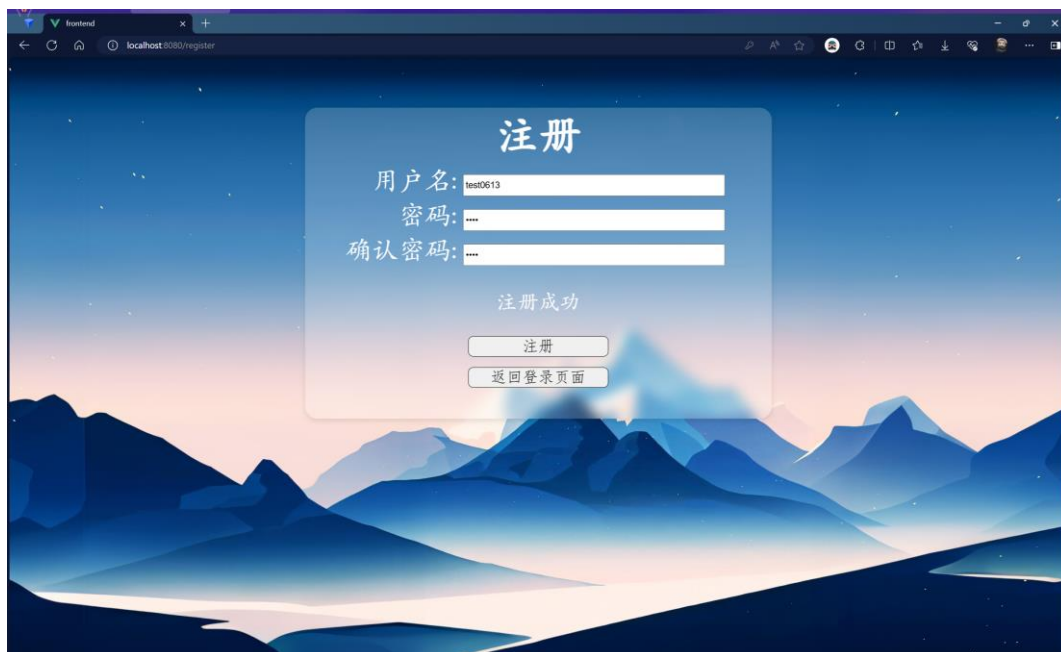 frontend
localhost:8080/register
注册
用户名: test0613
密码: ····
确认密码: ····
注册成功
注册
返回登录页面